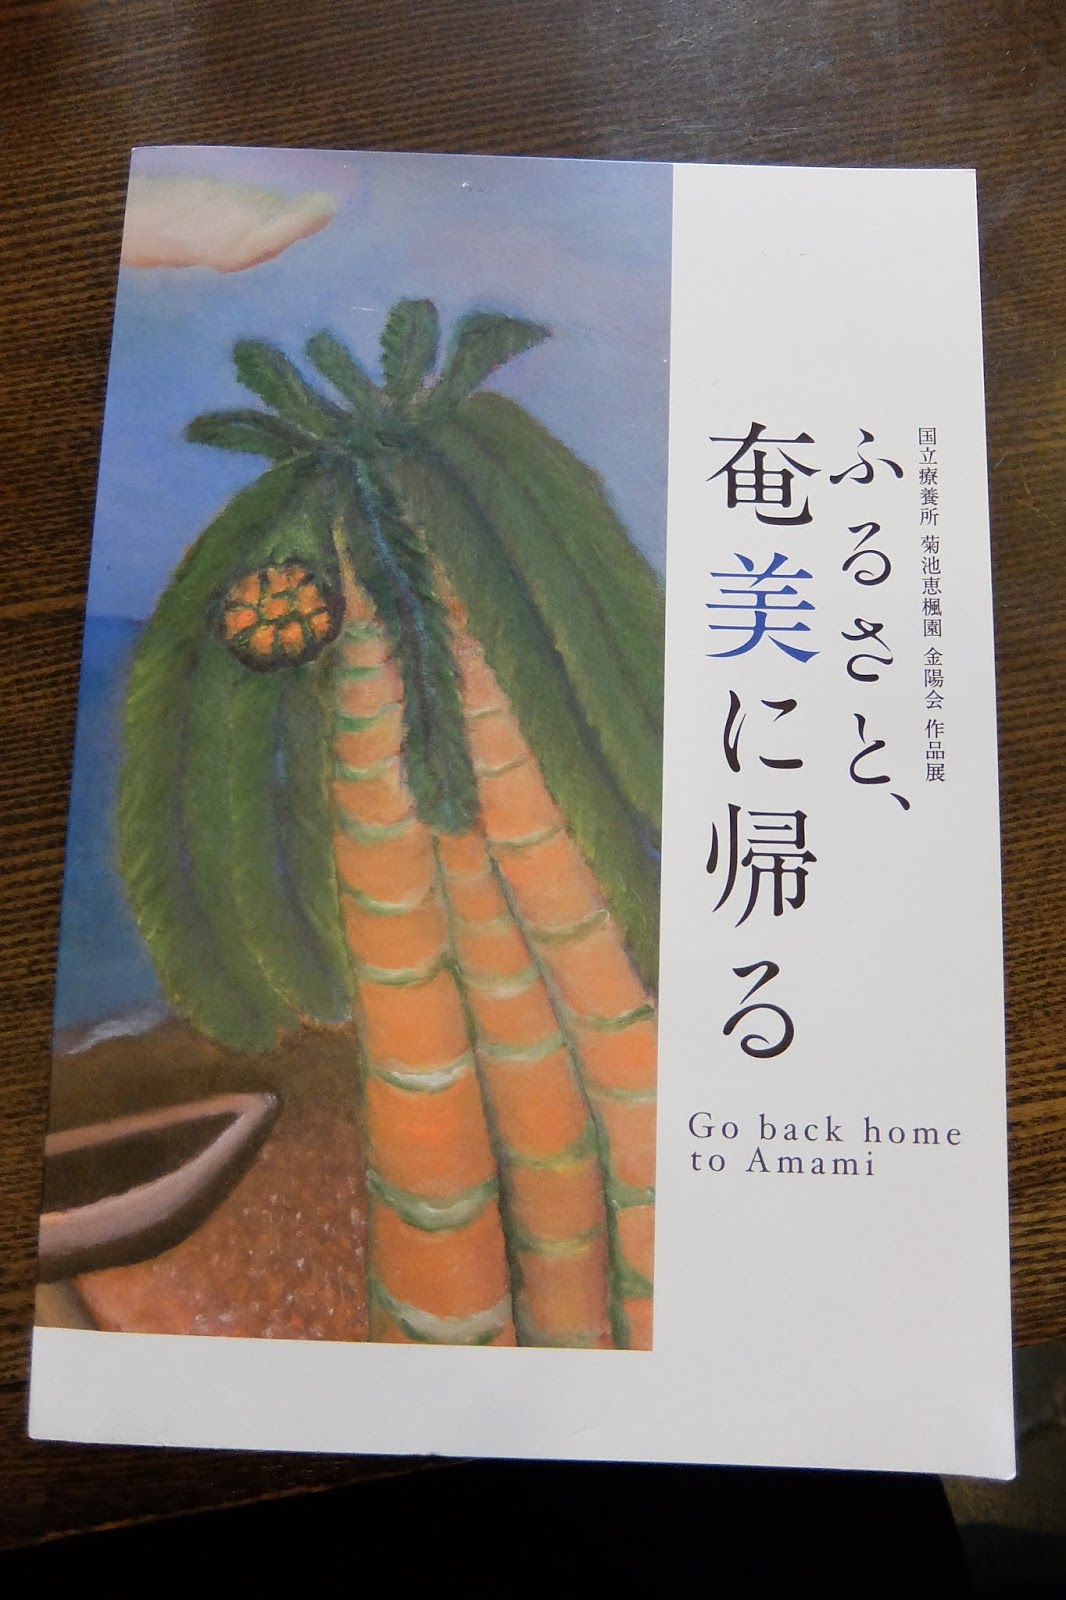 国立療養所 菊池恵楓園 金陽会 作品展
ふるさと、
奄美に帰る
Go back home
to Amami